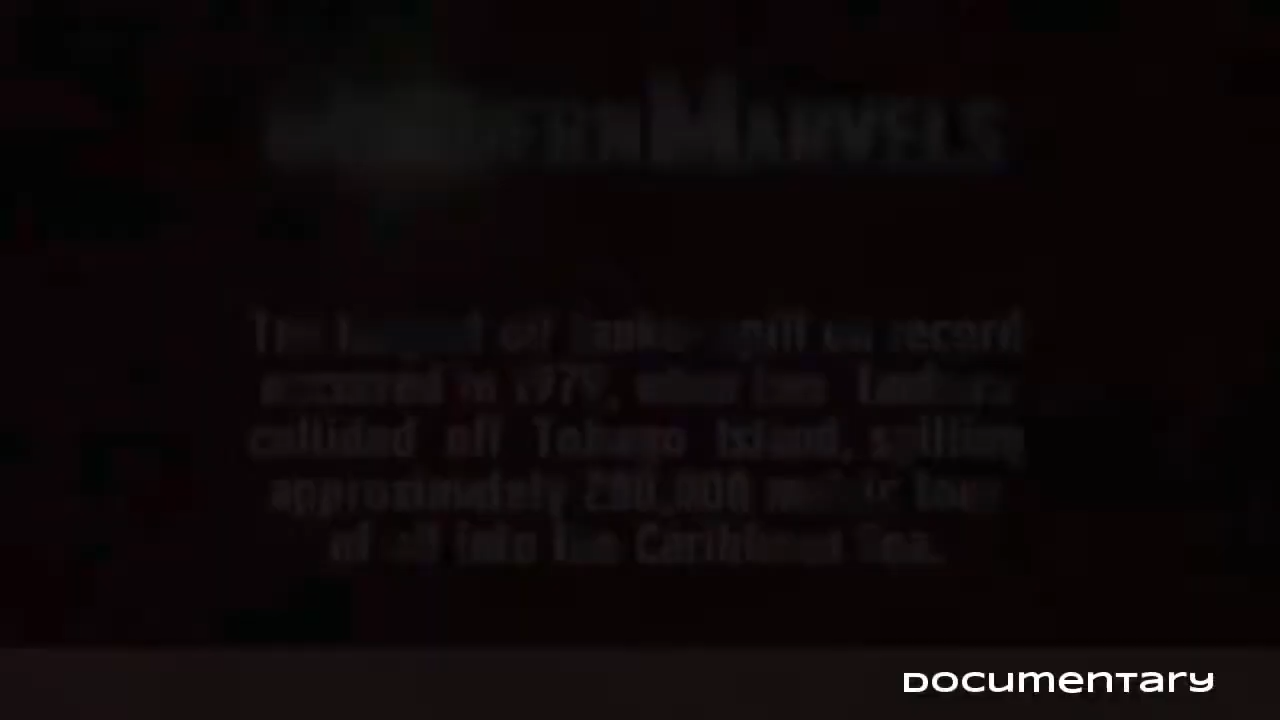 MODERN MARVELS
The largest oil tanker spill on record
occurred in 1979, when two tankers
collided off Tobago Island, spilling
approximately 280,000 metric tons
of oil into the Caribbean Sea.
Documentary